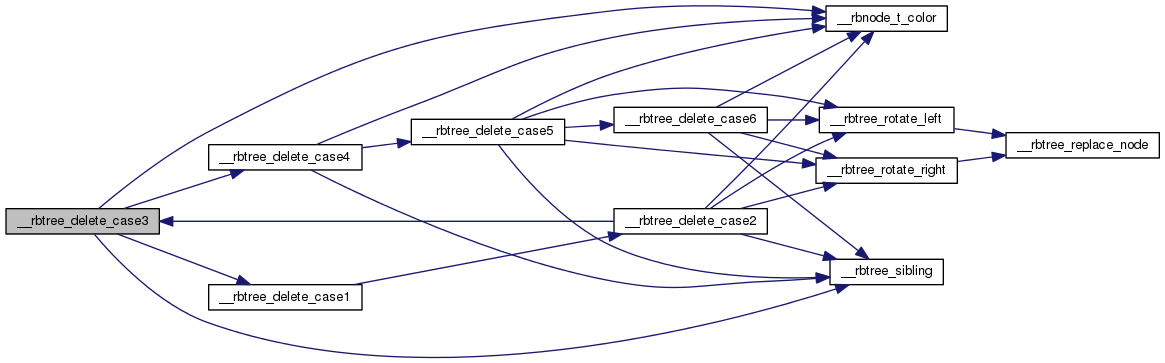 __rbnode_t_color
__rbtree_delete_case6
__rbtree_rotate_left
__rbtree_delete_case5
__rbtree_replace_node
__rbtree_delete_case4
__rbtree_rotate_right
__rbtree_delete_case3
__rbtree_delete_case2
__rbtree_sibling
__rbtree_delete_case1